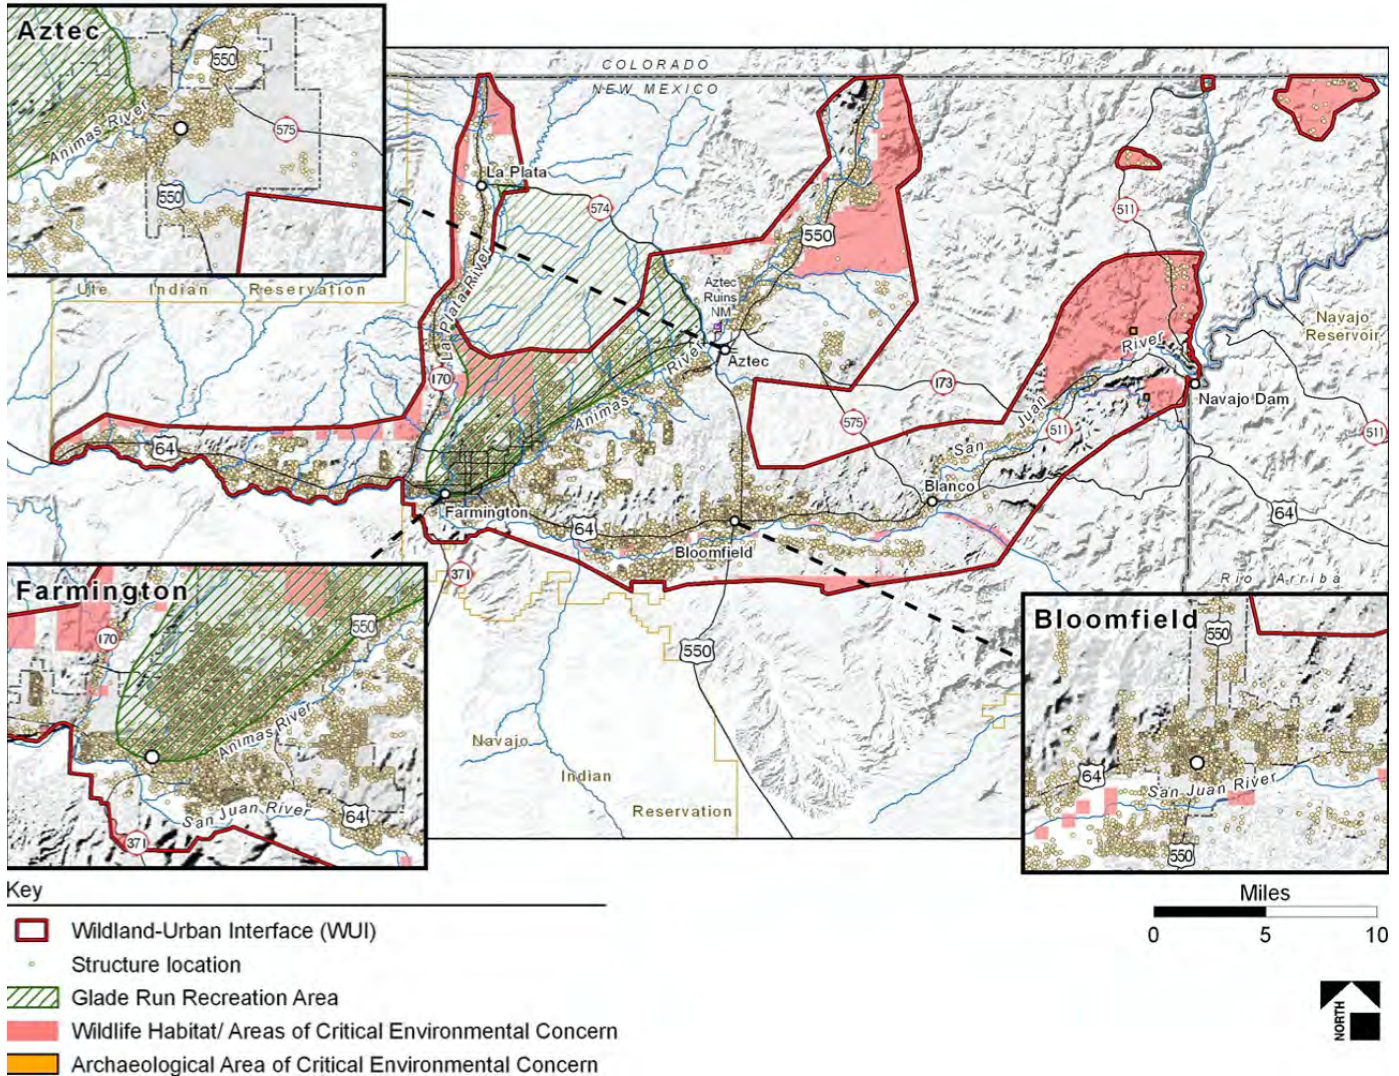 Aztec
550
Animas River
575
550
COLORADO
NEW MEXICO
La Plata
574
550
511
Ute Indian Reservation
La Plata River
Aztec
Ruins
NM
Navajo
Reservoir
Animas River
Aztec
River
170
173
Navajo Dam
San Juan
575
511
511
64
Blanco
Farmington
64
64
Bloomfield
371
Rio Arriba
550
Navajo
Indian
Reservation
Farmington
170
550
Animas River
San Juan River
64
371
Bloomfield
550
64
San Juan River
550
Key
Wildland-Urban Interface (WUI)
Structure location
Glade Run Recreation Area
Wildlife Habitat/ Areas of Critical Environmental Concern
Archaeological Area of Critical Environmental Concern
Miles
0 5 10
NORTH